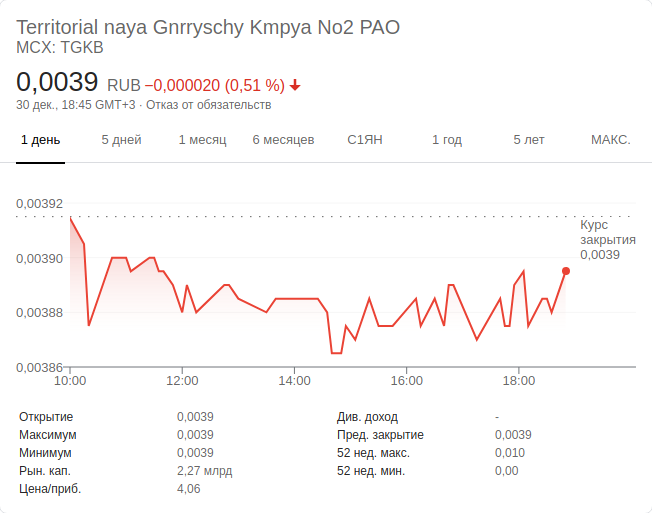 Territorial naya Gnrryschy Kmpya No2 PAO
MCX: TGKB
0,0039 RUB −0,000020 (0,51 %)
30 дек., 18:45 GMT+3 · Отказ от обязательств
1 день 5 дней 1 месяц 6 месяцев С1ЯН 1 год 5 лет МАКС.
0,00392
0,00390
0,00388
0,00386
Курс
закрытия
0,0039
10:00 12:00 14:00 16:00 18:00
Открытие 0,0039 Див. доход -
Максимум 0,0039 Пред. закрытие 0,0039
Минимум 0,0039 52 нед. макс. 0,010
Рын. кап. 2,27 млрд 52 нед. мин. 0,00
Цена/приб. 4,06